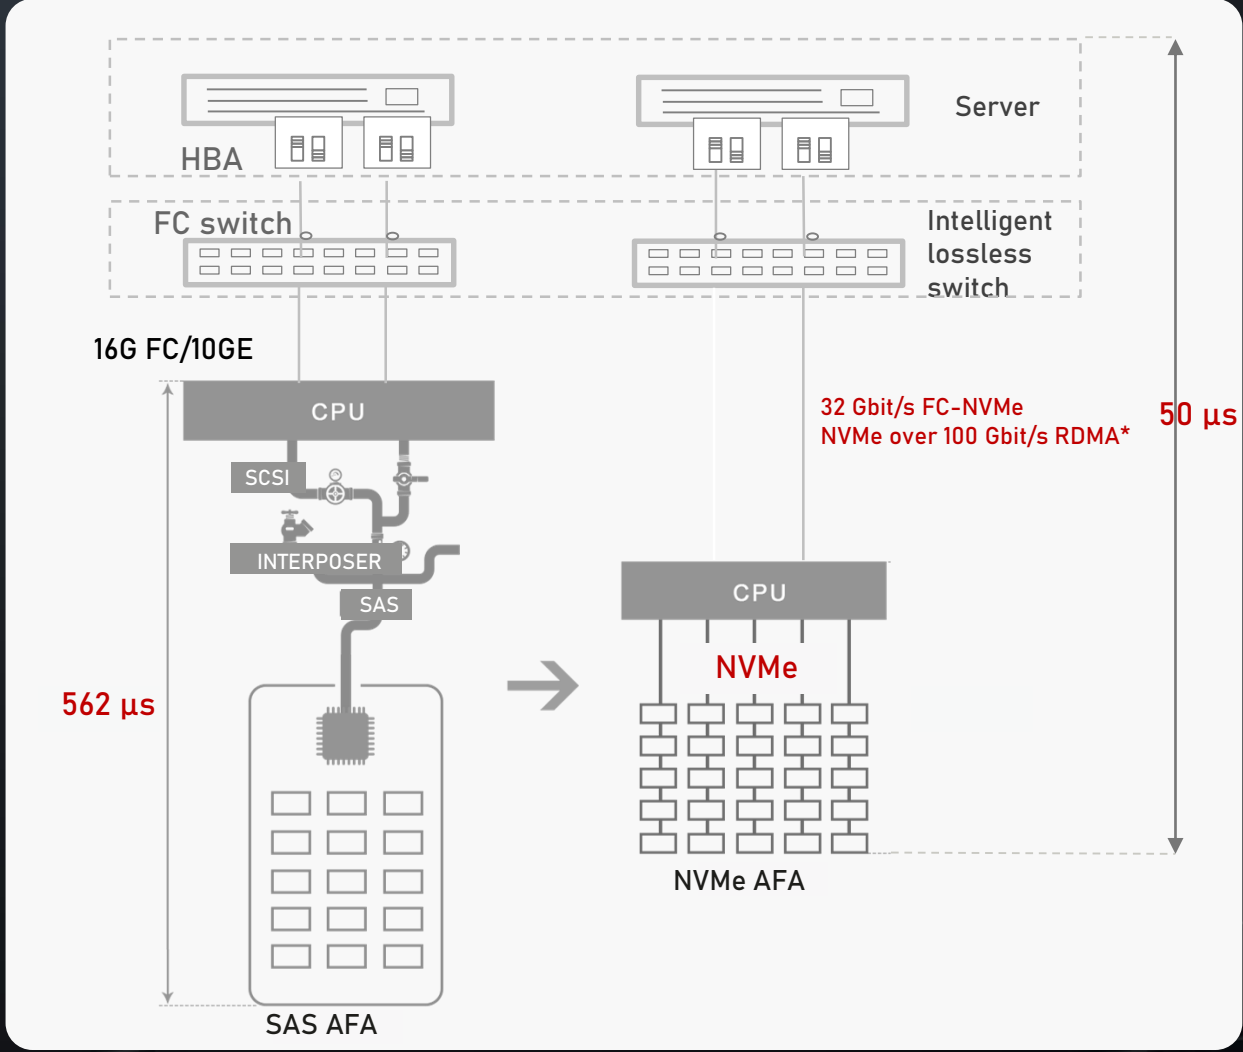 Server
HBA
FC switch
Intelligent
lossless
switch
16G FC/10GE
CPU
32 Gbit/s FC-NVMe
NVMe over 100 Gbit/s RDMA*
50 µs
SCSI
INTERPOSER
SAS
CPU
NVMe
562 µs
NVMe AFA
SAS AFA